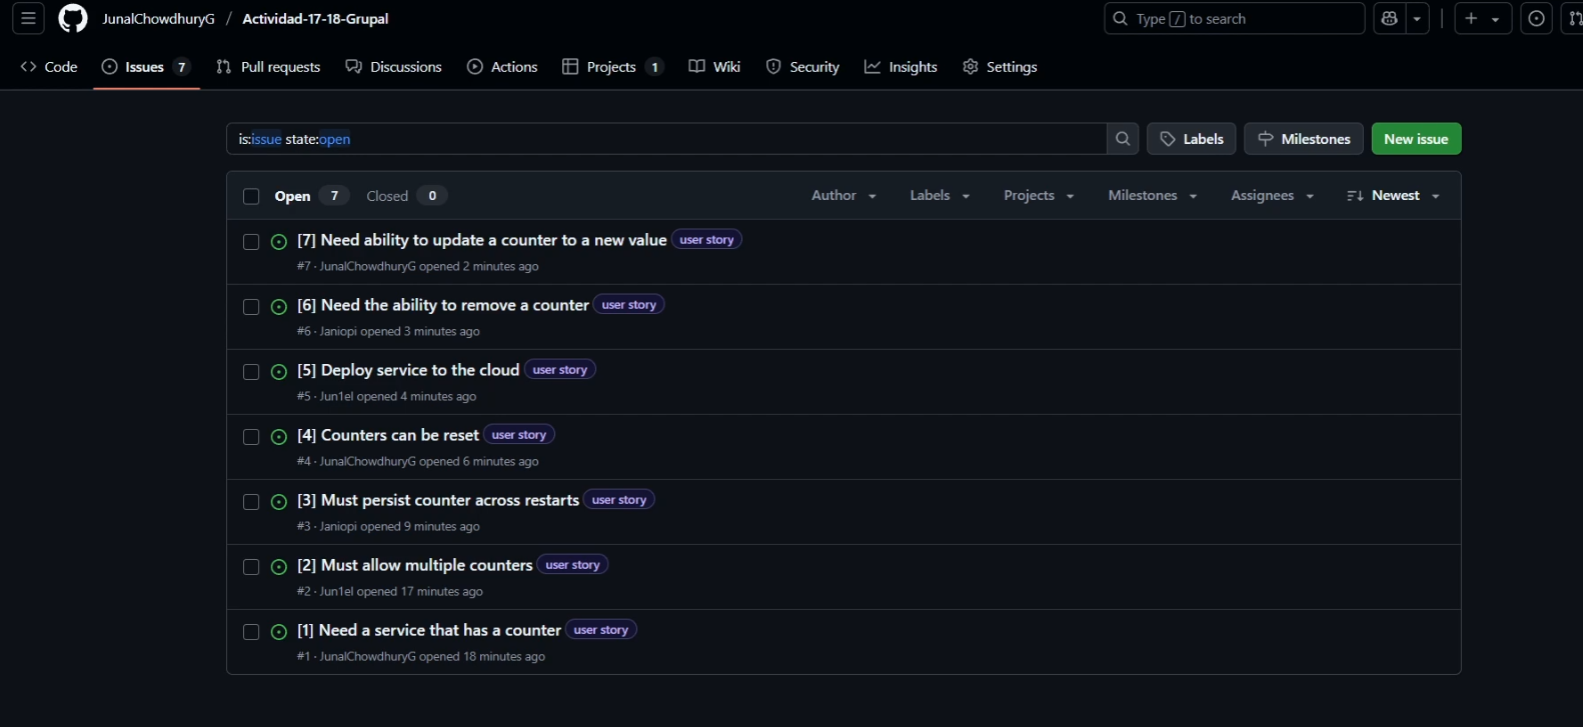 JunalChowdhuryG / Actividad-17-18-Grupal Type / to search
Code Issues 7 Pull requests Discussions Actions Projects 1 Wiki Security Insights Settings
is:issue state:open Labels Milestones New issue
Open 7 Closed 0 Author Labels Projects Milestones Assignees Newest
[7] Need ability to update a counter to a new value user story
#7 · JunalChowdhuryG opened 2 minutes ago
[6] Need the ability to remove a counter user story
#6 · Janiopi opened 3 minutes ago
[5] Deploy service to the cloud user story
#5 · Jun1el opened 4 minutes ago
[4] Counters can be reset user story
#4 · JunalChowdhuryG opened 6 minutes ago
[3] Must persist counter across restarts user story
#3 · Janiopi opened 9 minutes ago
[2] Must allow multiple counters user story
#2 · Jun1el opened 17 minutes ago
[1] Need a service that has a counter user story
#1 · JunalChowdhuryG opened 18 minutes ago